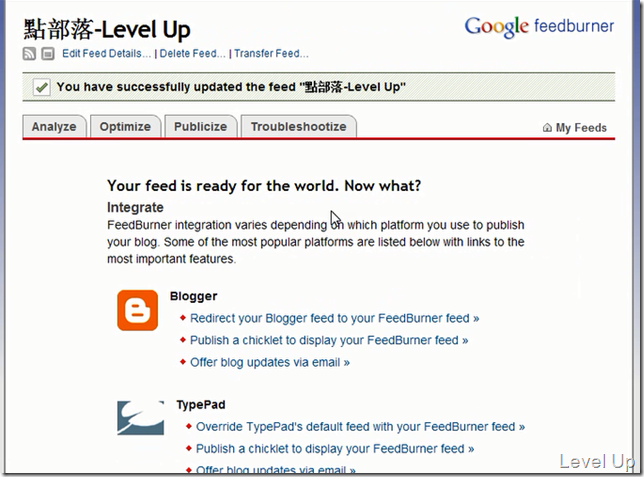 點部落-Level Up
Google feedburner
Edit Feed Details... | Delete Feed... | Transfer Feed...
You have successfully updated the feed "點部落-Level Up"
Analyze Optimize Publicize Troubleshootize My Feeds
Your feed is ready for the world. Now what?
Integrate
FeedBurner integration varies depending on which platform you use to publish
your blog. Some of the most popular platforms are listed below with links to the
most important features.
Blogger
Redirect your Blogger feed to your FeedBurner feed »
Publish a chicklet to display your FeedBurner feed »
Offer blog updates via email »
TypePad
Override TypePad's default feed with your FeedBurner feed »
Publish a chicklet to display your FeedBurner feed »
Offer blog updates via email »
Level Up